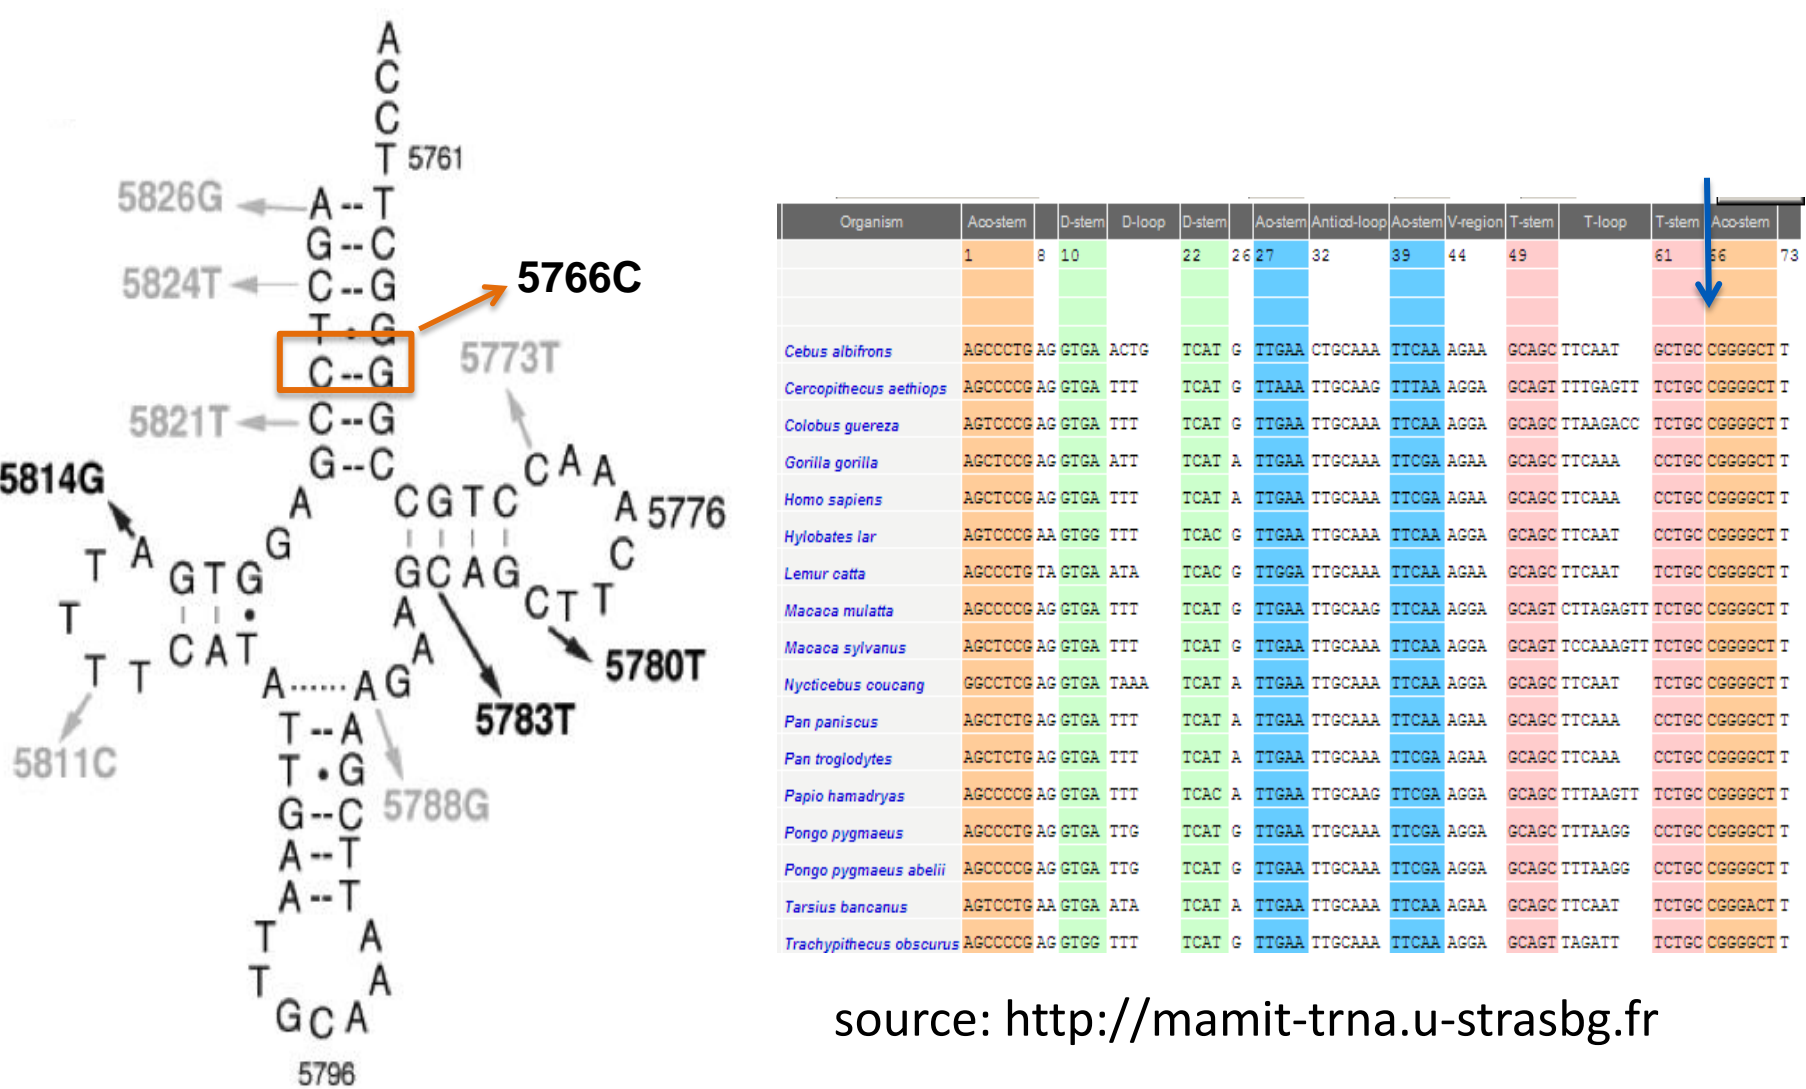 A
C
C
T 5761
5826G A -- T
G -- C
5824T C -- G
5766C
T • G
C -- G
5773T
5821T C -- G
G -- C
5814G
A
G
T A G T G
T
T T C A T
5811C
C G T C C A A A 5776
C
G C A G C T T
5780T
5783T
A
A
A ...... A G
5788G
T -- A
T • G
G -- C
A -- T
A -- T
T A
T A
G C A
5796
Organism Aco-stem D-stem D-loop D-stem Ac-stem Anticd-loop Ac-stem V-region T-stem T-loop T-stem Aco-stem
1 8 10 22 26 27 32 39 44 49 61 66 73
Cebus albifrons AGCCCTG AG GTGA ACTG TCAT G TTGAA CTGCAAA TTCAA AGAA GCAGC TTCAAT GCTGC CGGGGCT T
Cercopithecus aethiops AGCCCCG AG GTGA TTT TCAT G TTAAA TTGCAAG TTTAA AGGA GCAGT TTTGAGTT TCTGC CGGGGCT T
Colobus guereza AGTCCCG AG GTGA TTT TCAT G TTGAA TTGCAAA TTCAA AGGA GCAGC TTAAGACC TCTGC CGGGGCT T
Gorilla gorilla AGCTCCG AG GTGA ATT TCAT A TTGAA TTGCAAA TTCGA AGAA GCAGC TTCAAA CCTGC CGGGGCT T
Homo sapiens AGCTCCG AG GTGA TTT TCAT A TTGAA TTGCAAA TTCGA AGAA GCAGC TTCAAA CCTGC CGGGGCT T
Hylobates lar AGTCCCG AA GTGG TTT TCAC G TTGAA TTGCAAA TTCAA AGGA GCAGC TTCAAT CCTGC CGGGGCT T
Lemur catta AGCCCTG TA GTGA ATA TCAC G TTGGA TTGCAAA TTCAA AGAA GCAGC TTCAAT TCTGC CGGGGCT T
Macaca mulatta AGCCCCG AG GTGA TTT TCAT G TTGAA TTGCAAG TTCAA AGGA GCAGT CTTAGAGTT TCTGC CGGGGCT T
Macaca sylvanus AGCTCCG AG GTGA TTT TCAT G TTGAA TTGCAAA TTCAA AGGA GCAGT TCCAAAGTT TCTGC CGGGGCT T
Nycticebus coucang GGCCTCG AG GTGA TAAA TCAT A TTGAA TTGCAAA TTCAA AGGA GCAGC TTCAAT TCTGC CGGGGCT T
Pan paniscus AGCTCTG AG GTGA TTT TCAT A TTGAA TTGCAAA TTCAA AGAA GCAGC TTCAAA CCTGC CGGGGCT T
Pan troglodytes AGCTCTG AG GTGA TTT TCAT A TTGAA TTGCAAA TTCGA AGAA GCAGC TTCAAA CCTGC CGGGGCT T
Papio hamadryas AGCCCCG AG GTGA TTT TCAC A TTGAA TTGCAAG TTCGA AGGA GCAGC TTTAAGTT TCTGC CGGGGCT T
Pongo pygmaeus AGCCCTG AG GTGA TTG TCAT G TTGAA TTGCAAA TTCGA AGGA GCAGC TTTAAGG CCTGC CGGGGCT T
Pongo pygmaeus abelii AGCCCCG AG GTGA TTG TCAT G TTGAA TTGCAAA TTCGA AGGA GCAGC TTTAAGG CCTGC CGGGGCT T
Tarsius bancanus AGTCCTG AA GTGA ATA TCAT A TTGAA TTGCAAA TTCAA AGAA GCAGC TTCAAT TCTGC CGGGACT T
Trachypithecus obscurus AGCCCCG AG GTGG TTT TCAT G TTGAA TTGCAAA TTCAA AGGA GCAGT TAGATT TCTGC CGGGGCT T
source: http://mamit-trna.u-strasbg.fr